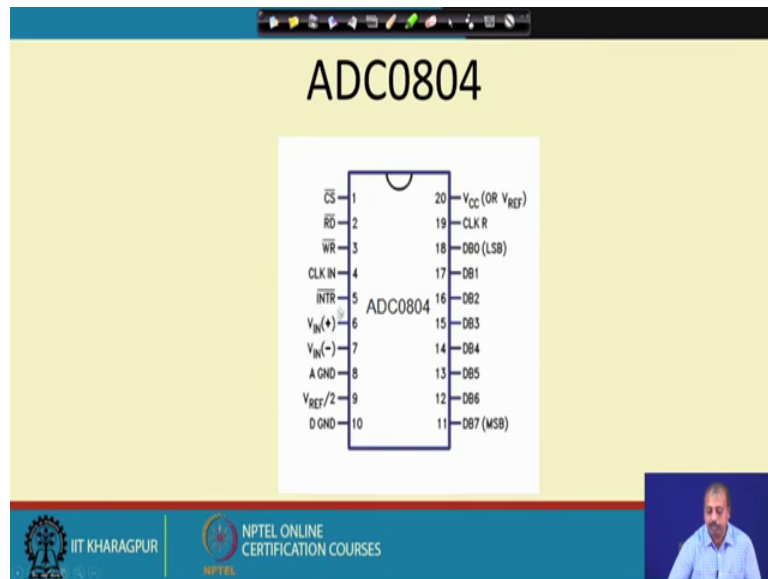 ADC0804
CS 1
RD 2
WR 3
CLK IN 4
INTR 5
VIN(+) 6
VIN(-) 7
A GND 8
VREF/2 9
D GND 10
ADC0804
20 VCC (OR VREF)
19 CLK R
18 DB0 (LSB)
17 DB1
16 DB2
15 DB3
14 DB4
13 DB5
12 DB6
11 DB7 (MSB)
IIT KHARAGPUR
NPTEL
NPTEL ONLINE
CERTIFICATION COURSES